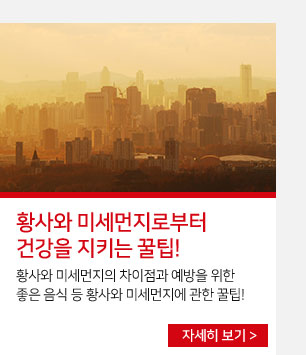 황사와 미세먼지로부터
건강을 지키는 꿀팁!
황사와 미세먼지의 차이점과 예방을 위한
좋은 음식 등 황사와 미세먼지에 관한 꿀팁!
자세히 보기 >